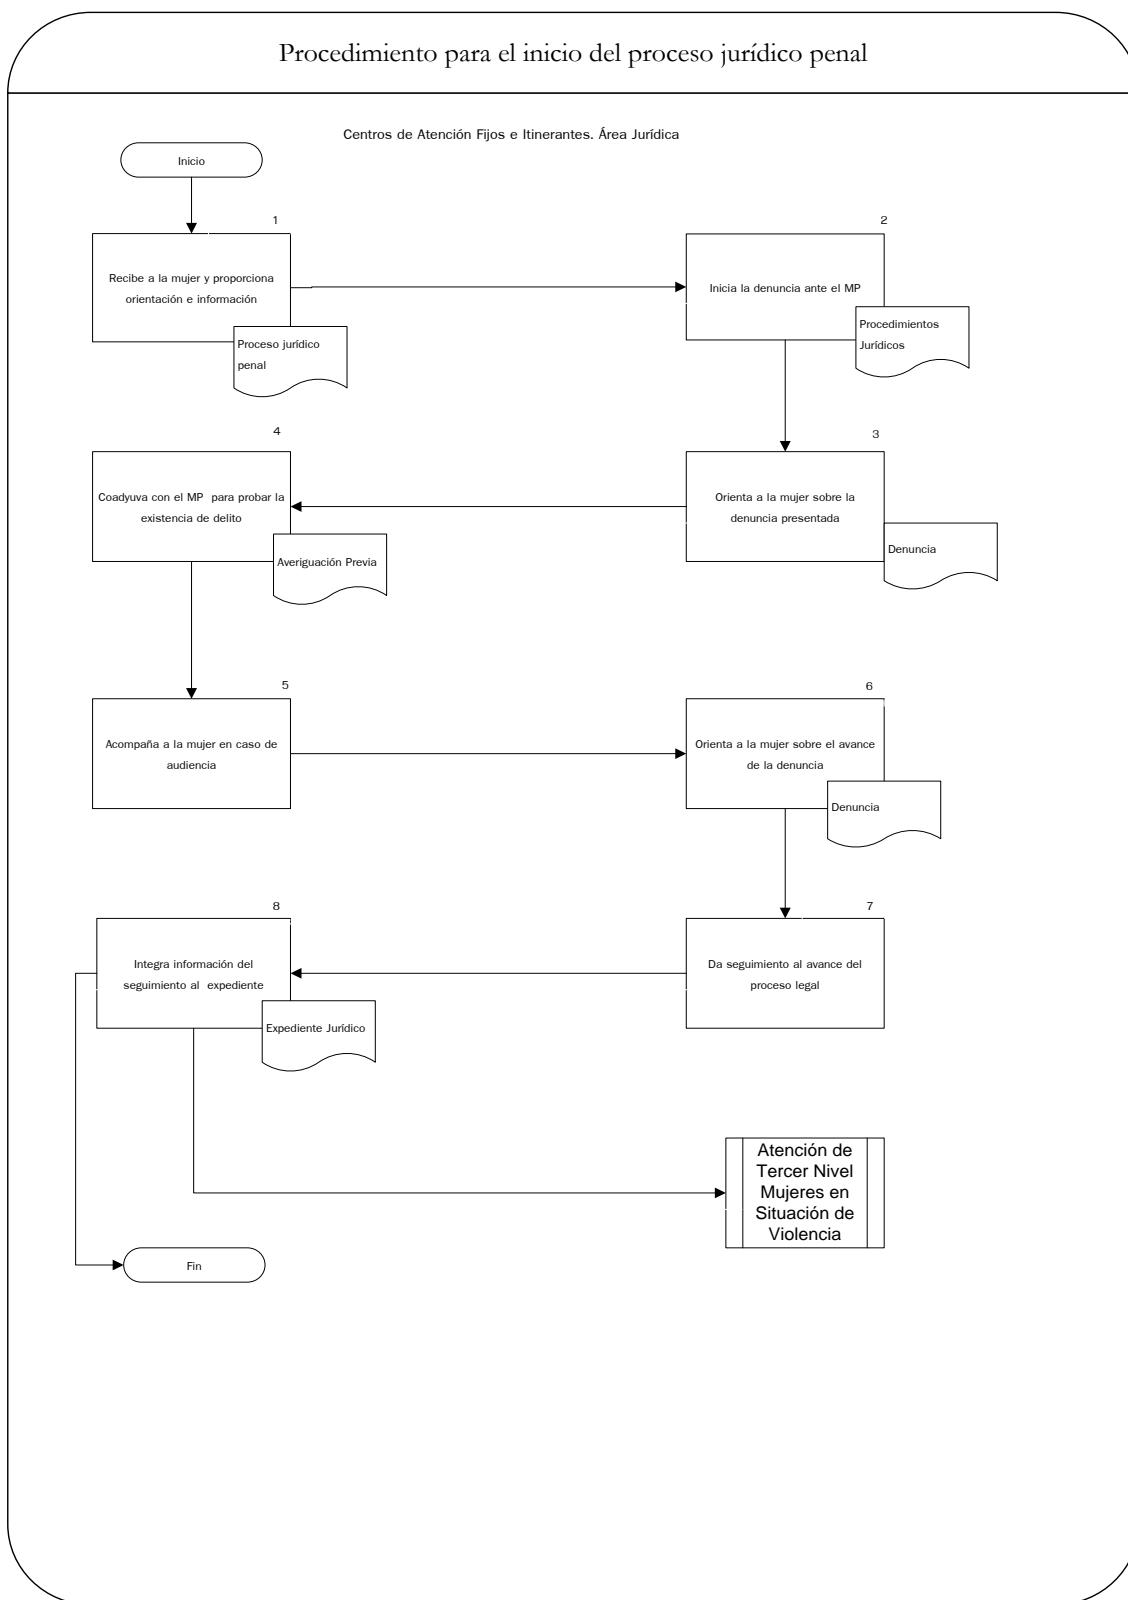 Procedimiento para el inicio del proceso jurídico penal
Centros de Atención Fijos e Itinerantes. Área Jurídica
Inicio
1
Recibe a la mujer y proporciona
orientación e información
Proceso jurídico
penal
2
Inicia la denuncia ante el MP
Procedimientos
Jurídicos
3
Orienta a la mujer sobre la
denuncia presentada
Denuncia
4
Coadyuva con el MP  para probar la
existencia de delito
Averiguación Previa
5
Acompaña a la mujer en caso de
audiencia
6
Orienta a la mujer sobre el avance
de la denuncia
Denuncia
7
Da seguimiento al avance del
proceso legal
8
Integra información del
seguimiento al  expediente
Expediente Jurídico
Atención de
Tercer Nivel
Mujeres en
Situación de
Violencia
Fin